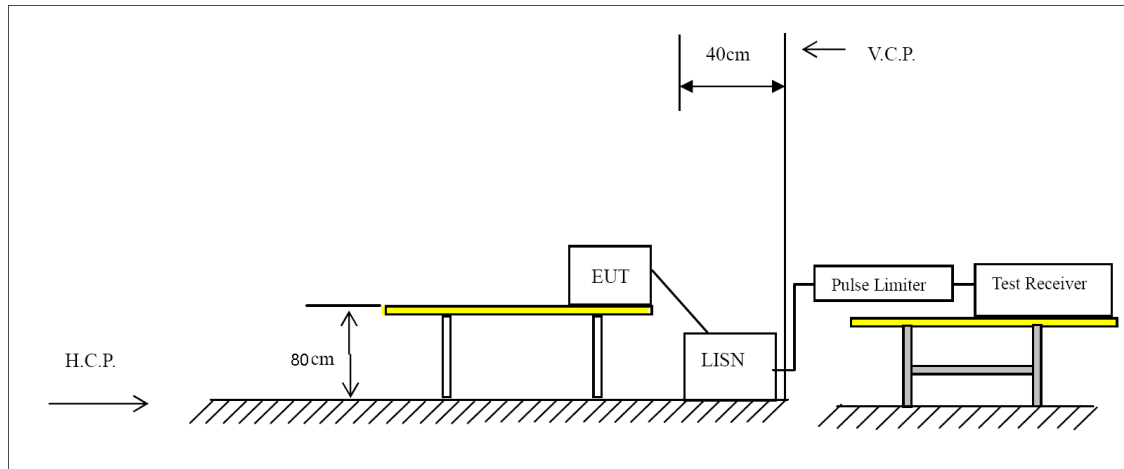 40cm
V.C.P.
EUT
Pulse Limiter
Test Receiver
H.C.P.
80cm
LISN